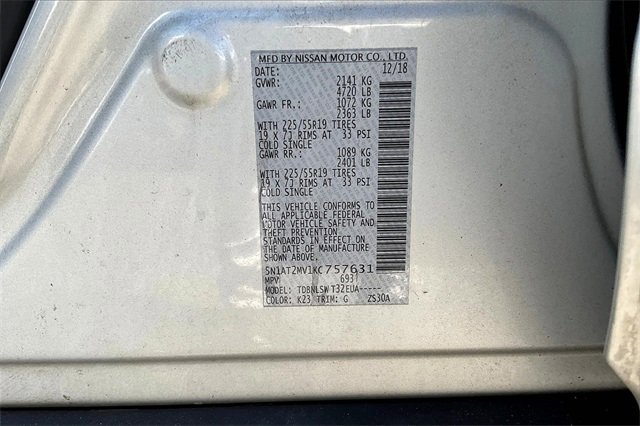 MFD BY NISSAN MOTOR CO., LTD.
DATE: 12/18
GVWR: 2141 KG
4720 LB
GAWR FR.: 1072 KG
2363 LB
WITH 225/55R19 TIRES
19 X 7J RIMS AT 33 PSI
COLD SINGLE
GAWR RR.: 1089 KG
2401 LB
WITH 225/55R19 TIRES
19 X 7J RIMS AT 33 PSI
COLD SINGLE
THIS VEHICLE CONFORMS TO
ALL APPLICABLE FEDERAL
MOTOR VEHICLE SAFETY
AND THEFT PREVENTION
STANDARDS IN EFFECT ON
THE DATE OF MANUFACTURE
SHOWN ABOVE.
5N1AT2MV1KC757631
MPV 6931
MODEL: TDBNLSW T32EUA-----
COLOR: K23 TRIM: G ZS30A